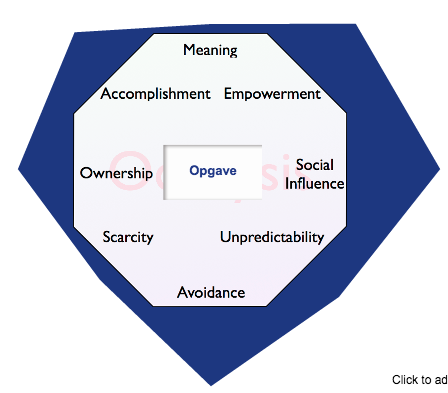 Meaning
Accomplishment Empowerment
Ownership
Opgave
Social
Influence
Scarcity
Unpredictability
Avoidance
Click to ad